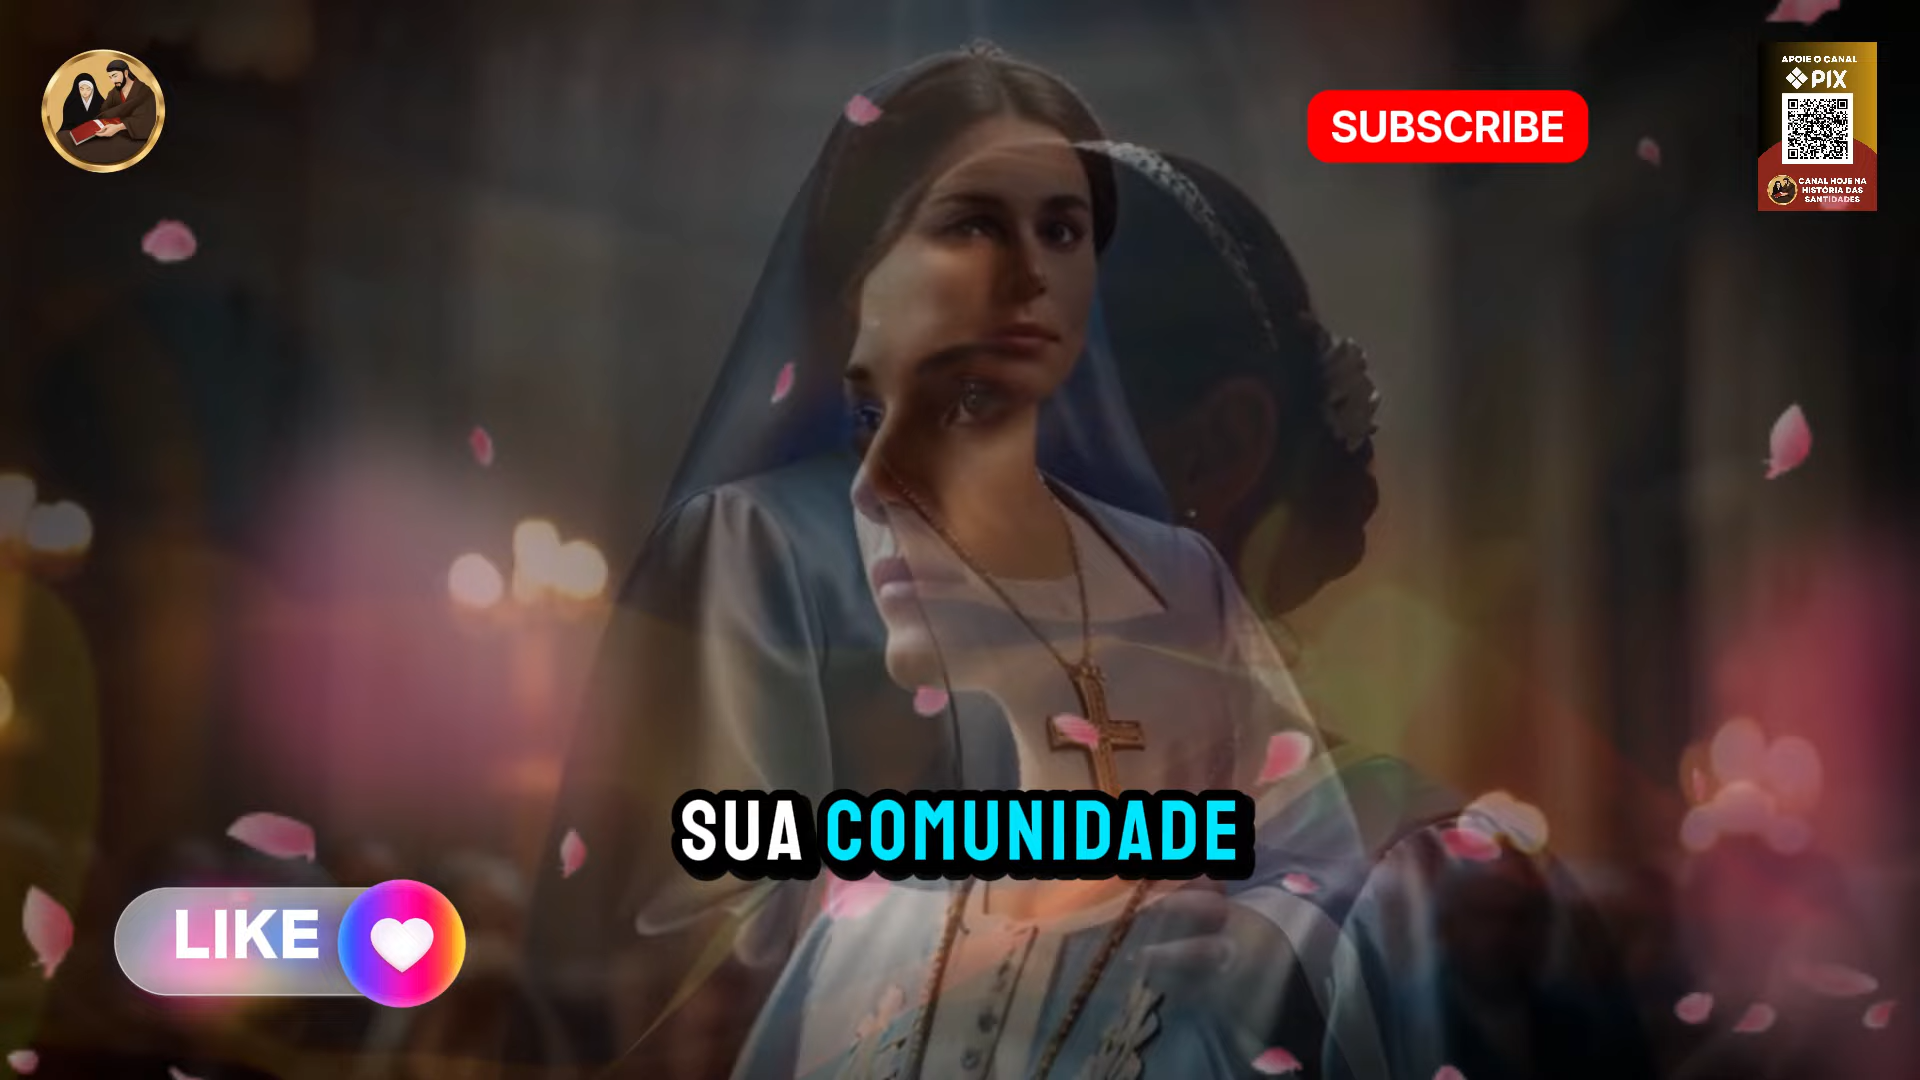 APOIE O CANAL
PIX
SUBSCRIBE
CANAL HOJE NA
HISTÓRIA DAS
SANTIDADES
SUA COMUNIDADE
LIKE